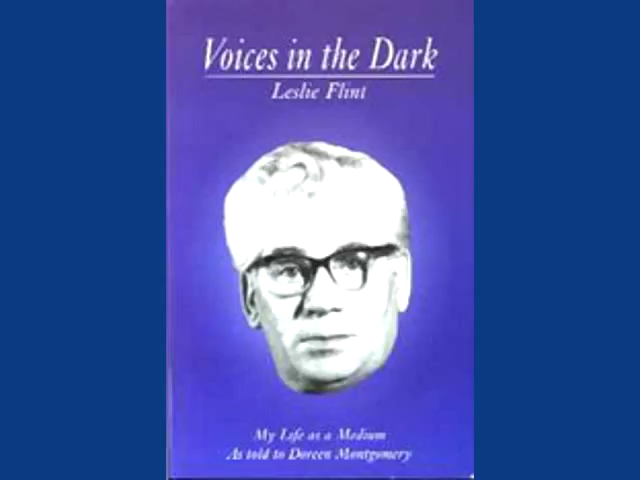 Voices in the Dark
Leslie Flint
My Life as a Medium
As told to Doreen Montgomery